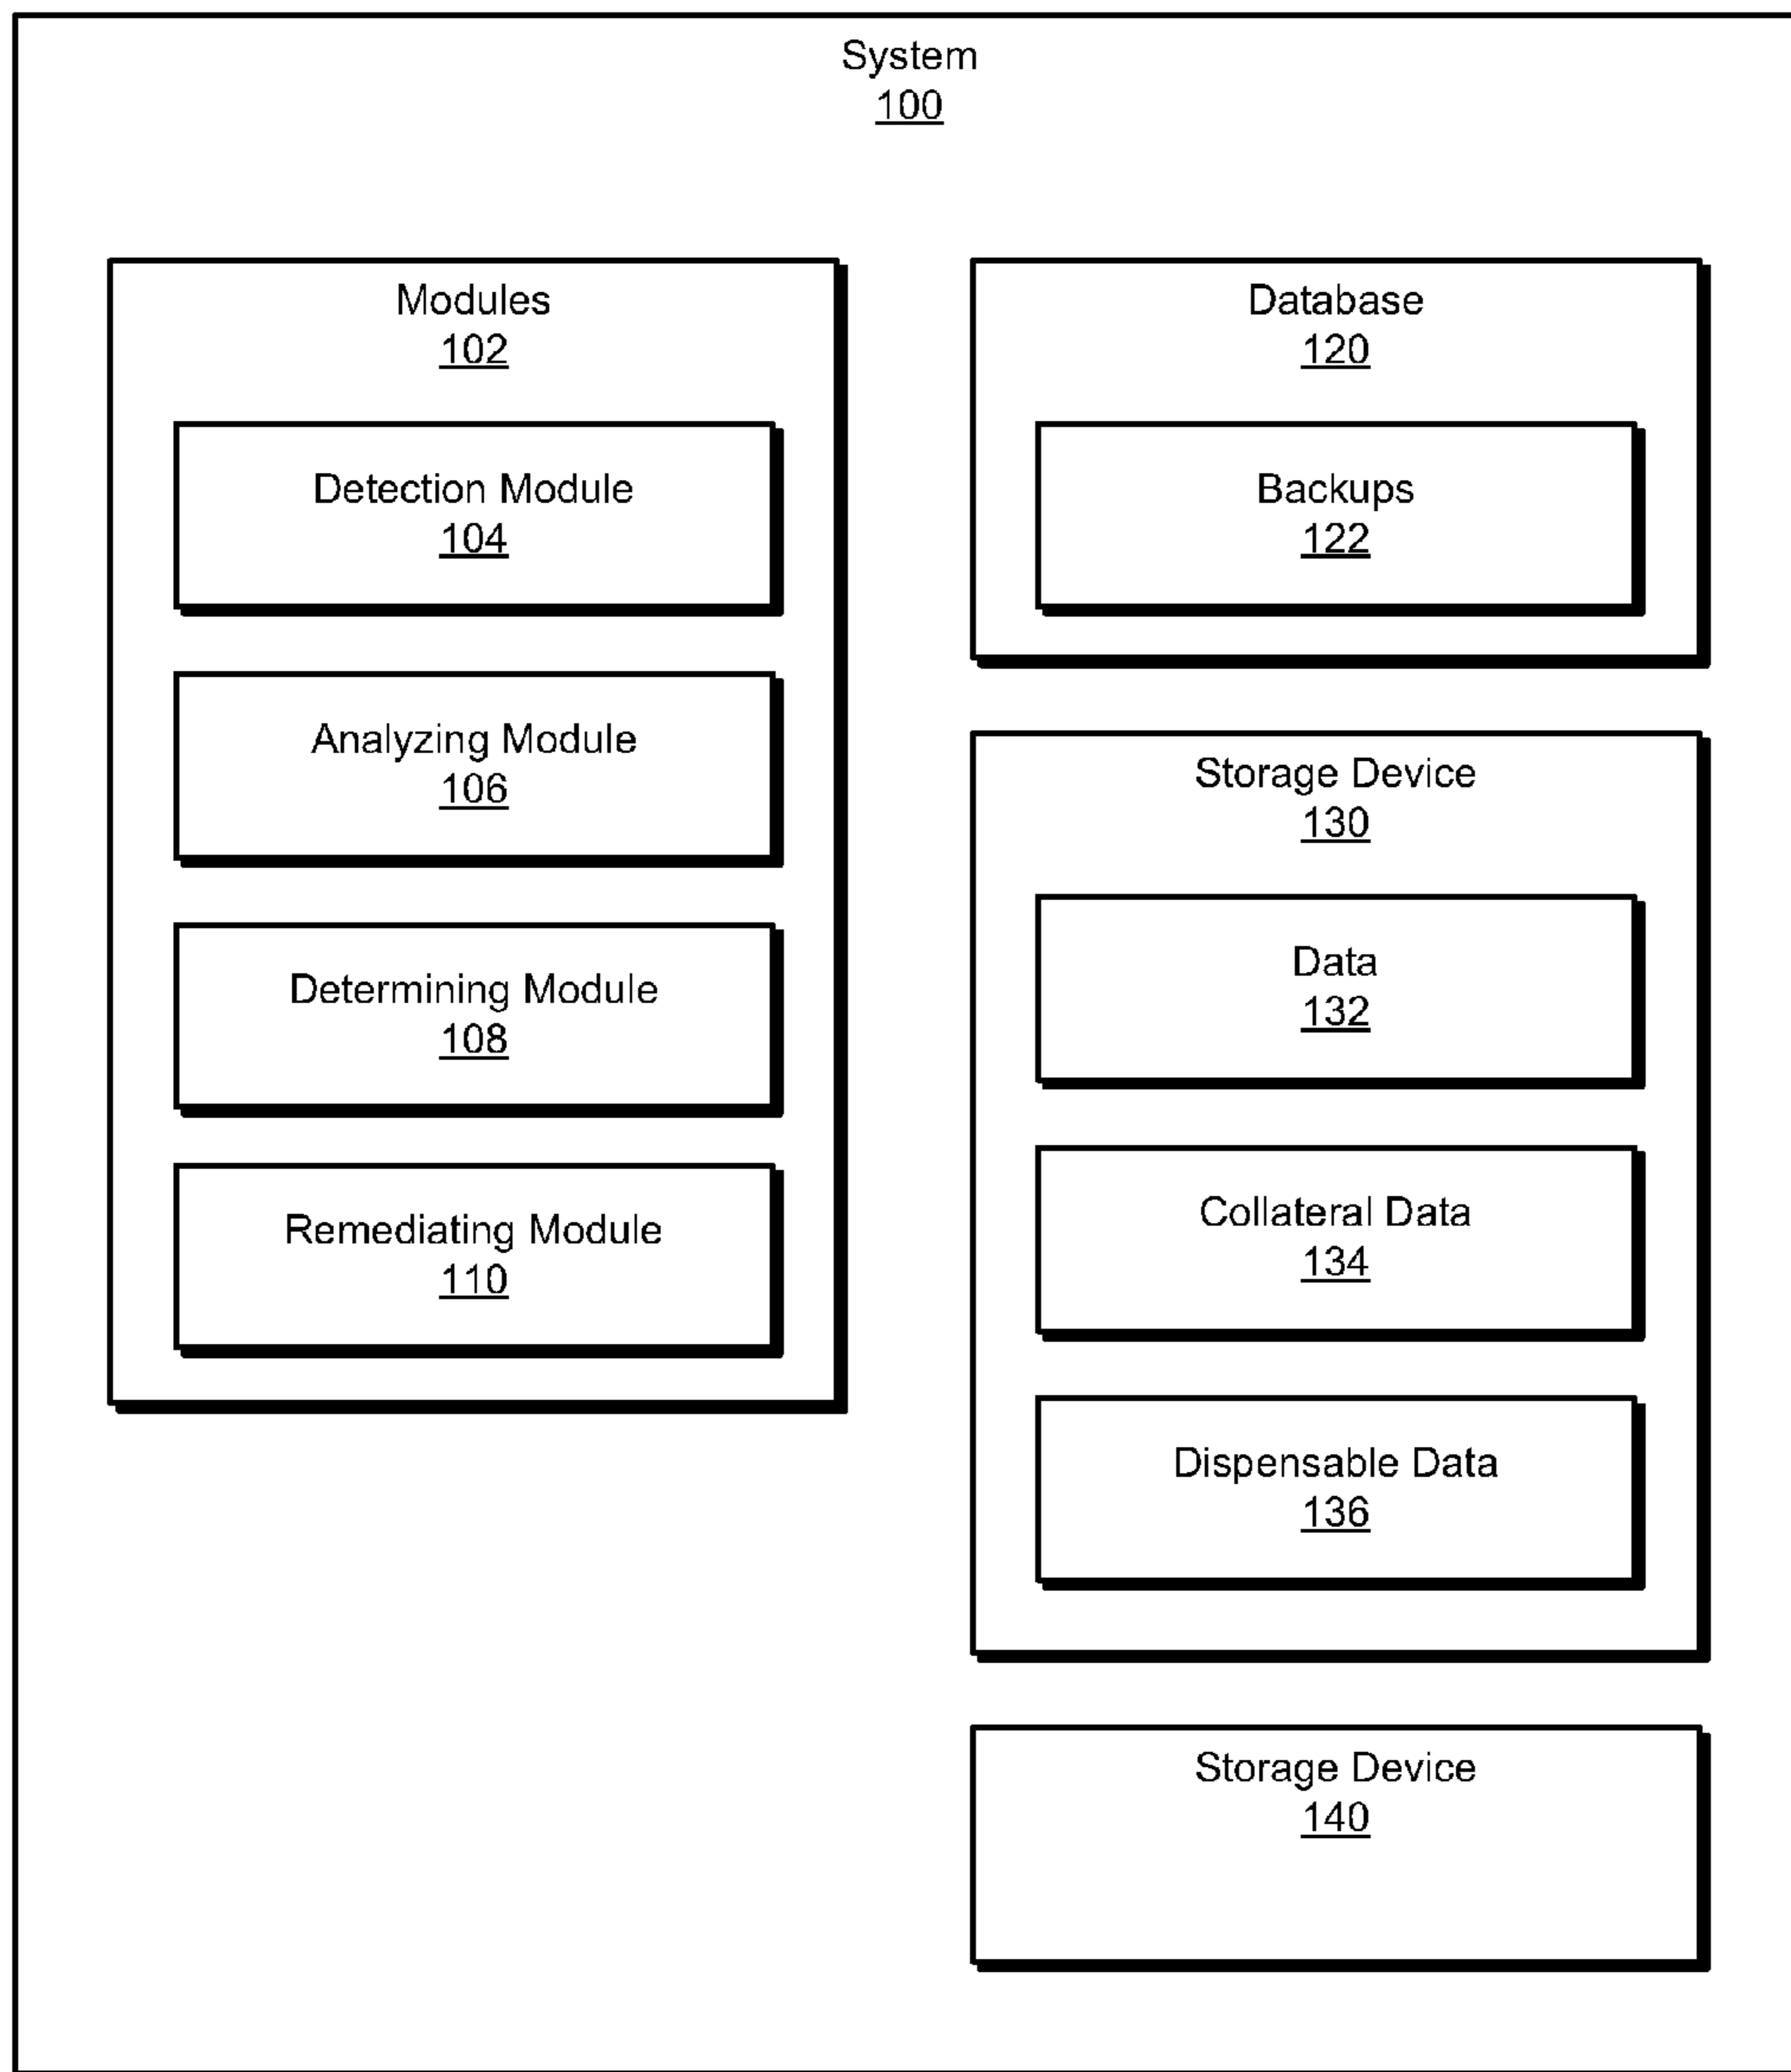 System
100
Modules
102
Detection Module
104
Analyzing Module
106
Determining Module
108
Remediating Module
110
Database
120
Backups
122
Storage Device
130
Data
132
Collateral Data
134
Dispensable Data
136
Storage Device
140